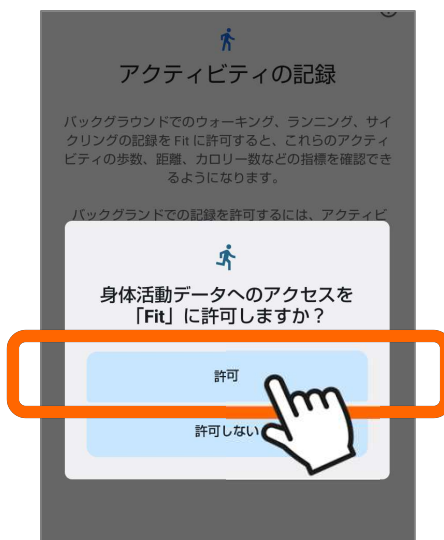 アクティビティの記録
バックグラウンドでのウォーキング、ランニング、サイ
クリングの記録を Fit に許可すると、これらのアクティ
ビティの歩数、距離、カロリー数などの指標を確認でき
るようになります。
バックグランドでの記録を許可するには、アクティビ
身体活動データへのアクセスを
「Fit」に許可しますか？
許可
許可しない